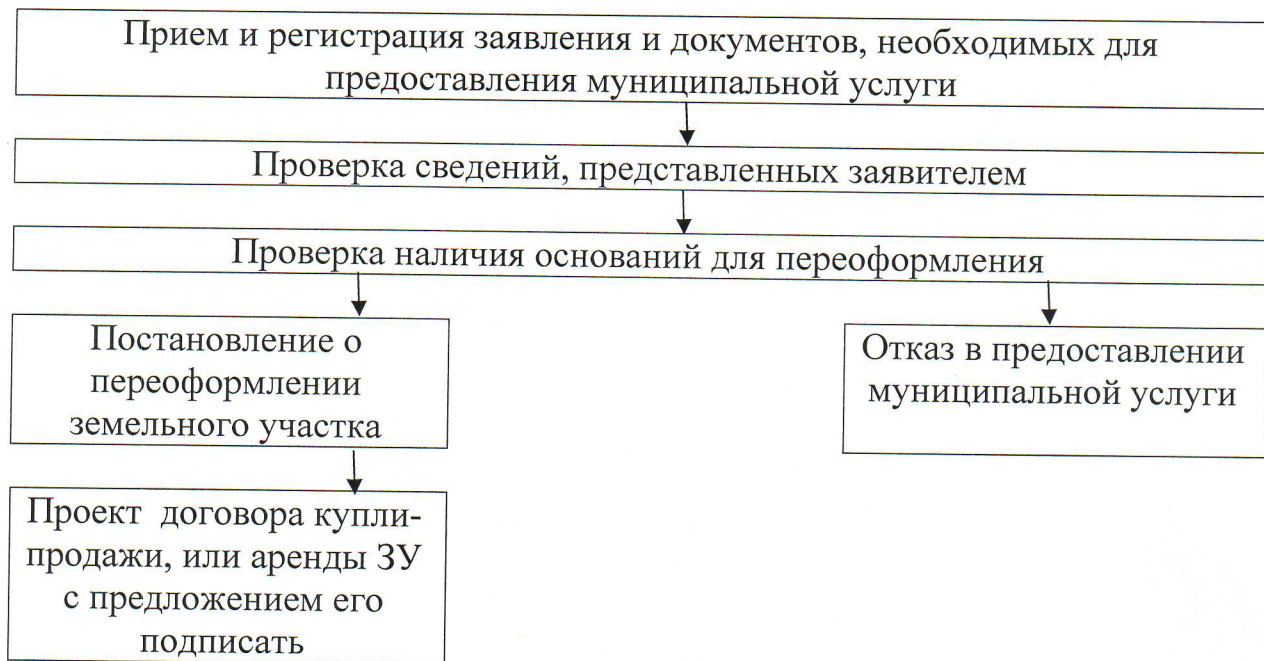 Прием и регистрация заявления и документов, необходимых для
предоставления муниципальной услуги
Проверка сведений, представленных заявителем
Проверка наличия оснований для переоформления
Постановление о
переоформлении
земельного участка
Отказ в предоставлении
муниципальной услуги
Проект договора купли-
продажи, или аренды ЗУ
с предложением его
подписать